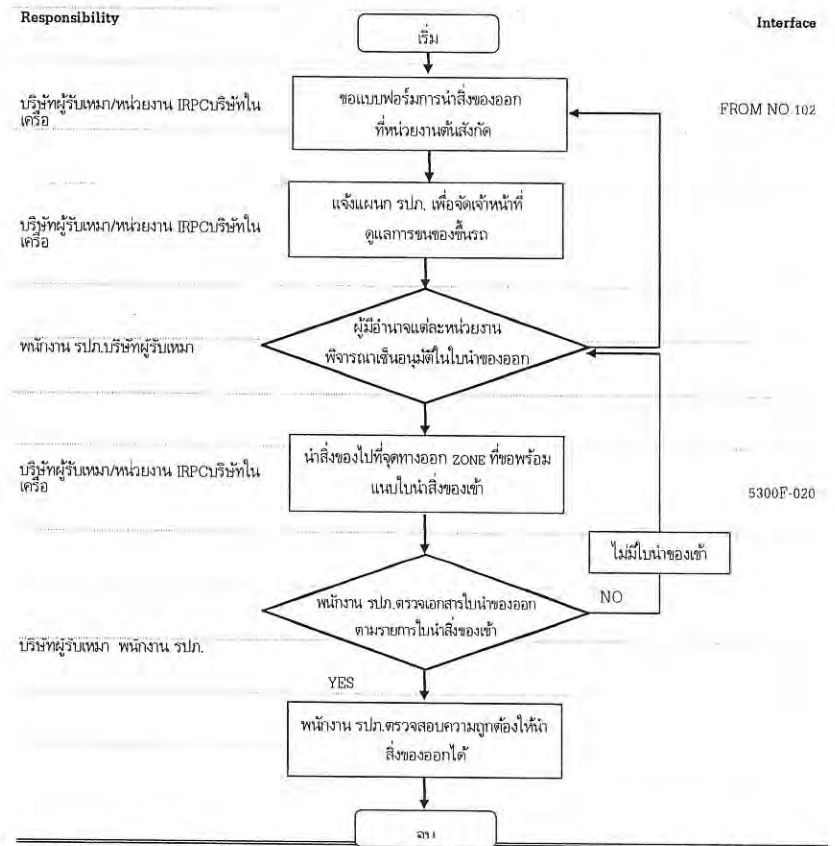 Responsibility
Interface
เริ่ม
บริษัทผู้รับเหมา/หน่วยงาน IRPCบริษัทใน
เครือ
ขอแบบฟอร์มการนำสิ่งของออก
ที่หน่วยงานต้นสังกัด
FROM NO.102
บริษัทผู้รับเหมา/หน่วยงาน IRPCบริษัทใน
เครือ
แจ้งแผนก รปภ. เพื่อจัดเจ้าหน้าที่
ดูแลการขนของขึ้นรถ
พนักงาน รปภ.บริษัทผู้รับเหมา
ผู้มีอำนาจแต่ละหน่วยงาน
พิจารณาเซ็นอนุมัติในใบนำของออก
บริษัทผู้รับเหมา/หน่วยงาน IRPCบริษัทใน
เครือ
นำสิ่งของไปที่จุดทางออก ZONE ที่ขอพร้อม
แนบใบนำสิ่งของเข้า
5300F-020
ไม่มีใบนำของเข้า
พนักงาน รปภ.ตรวจเอกสารใบนำของออก
ตามรายการใบนำสิ่งของเข้า
NO
บริษัทผู้รับเหมา พนักงาน รปภ.
YES
พนักงาน รปภ.ตรวจสอบความถูกต้องให้นำ
สิ่งของออกได้
จบ